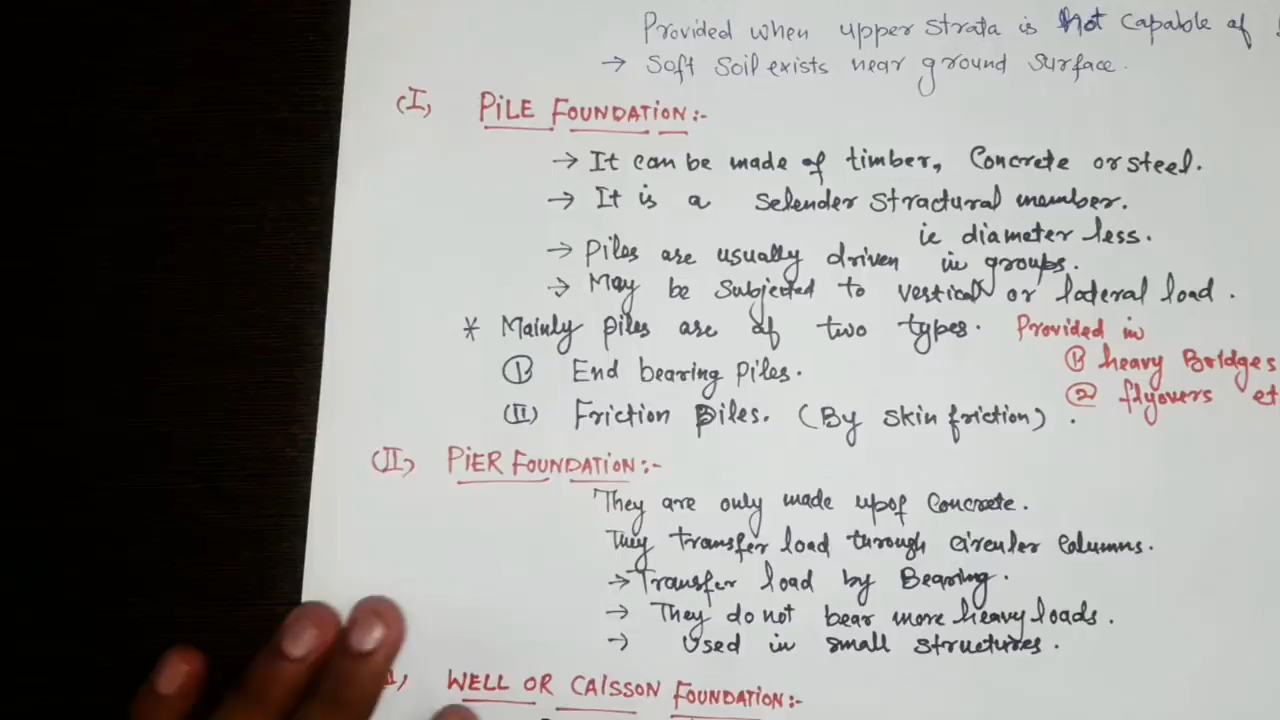 Provided when upper strata is not capable of
→ Soft Soil exists near ground surface.
(I) PILE FOUNDATION:-
→ It can be made of timber, Concrete or steel.
→ It is a Selender Stractural member.
ie diameter less.
→ Piles are usually driven in groups.
→ May be Subjected to vertical or lateral load.
* Mainly piles are of two types. Provided in
① heavy Bridges
① End bearing Piles.
② flyovers et
(II) Friction Piles. (By Skin friction).
(II) PIER FOUNDATION:-
They are only made upof Concrete.
They transfer load through circular Columns.
→ Transfer load by Bearing.
→ They do not bear more heavy loads.
→ Used in small structures.
WELL OR CAISSON FOUNDATION:-